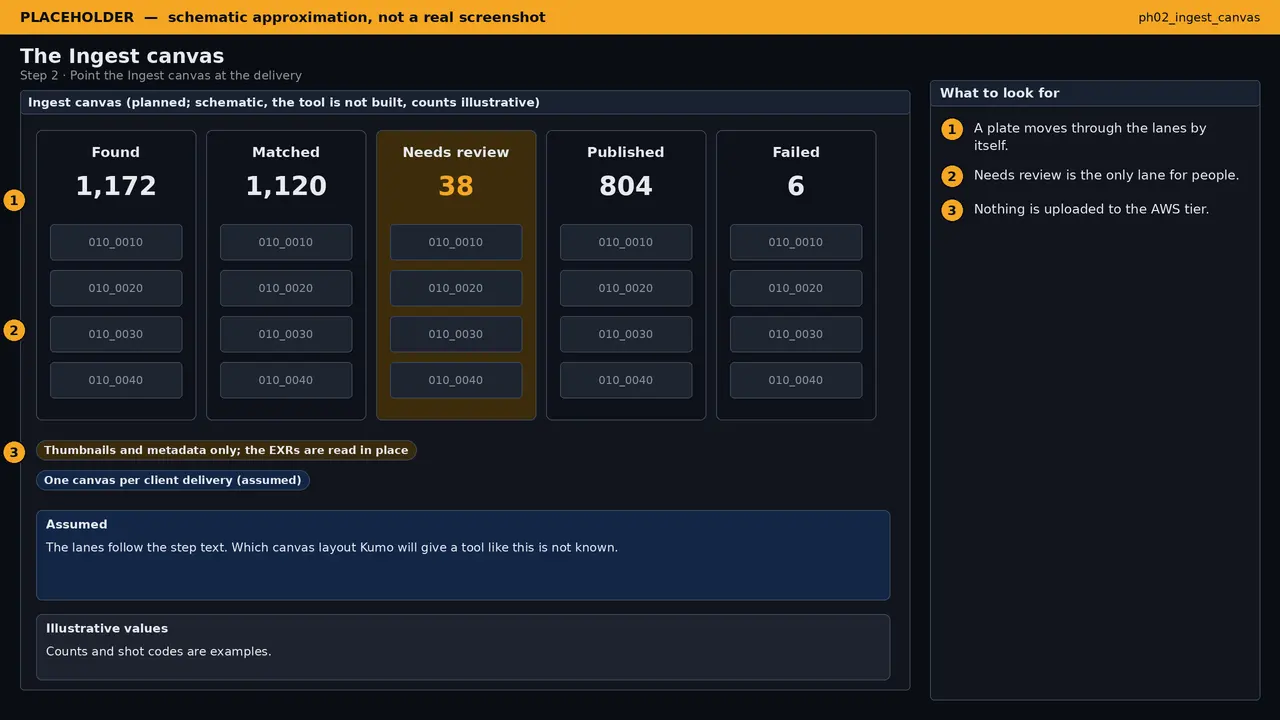 PLACEHOLDER — schematic approximation, not a real screenshot
ph02_ingest_canvas
The Ingest canvas
Step 2 · Point the Ingest canvas at the delivery
Ingest canvas (planned; schematic, the tool is not built, counts illustrative)
Found
1,172
010_0010
010_0020
010_0030
010_0040
Matched
1,120
010_0010
010_0020
010_0030
010_0040
Needs review
38
010_0010
010_0020
010_0030
010_0040
Published
804
010_0010
010_0020
010_0030
010_0040
Failed
6
010_0010
010_0020
010_0030
010_0040
1
2
3
Thumbnails and metadata only; the EXRs are read in place
One canvas per client delivery (assumed)
Assumed
The lanes follow the step text. Which canvas layout Kumo will give a tool like this is not known.
Illustrative values
Counts and shot codes are examples.
What to look for
1 A plate moves through the lanes by
itself.
2 Needs review is the only lane for people.
3 Nothing is uploaded to the AWS tier.